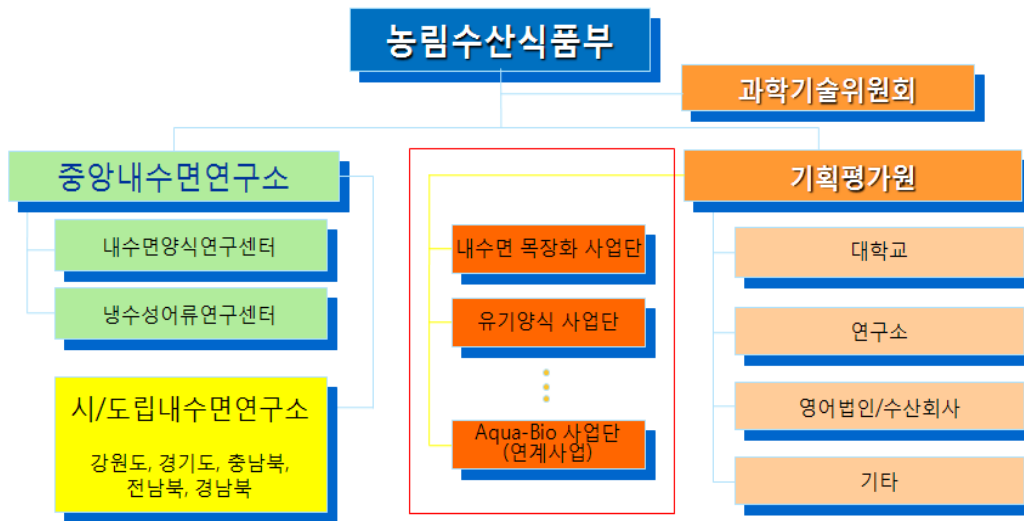 농림수산식품부
과학기술위원회
중앙내수면연구소
내수면양식연구센터
냉수성어류연구센터
시/도립내수면연구소
강원도, 경기도, 충남북,
전남북, 경남북
내수면 목장화 사업단
유기양식 사업단
Aqua-Bio 사업단
(연계사업)
기획평가원
대학교
연구소
영어법인/수산회사
기타